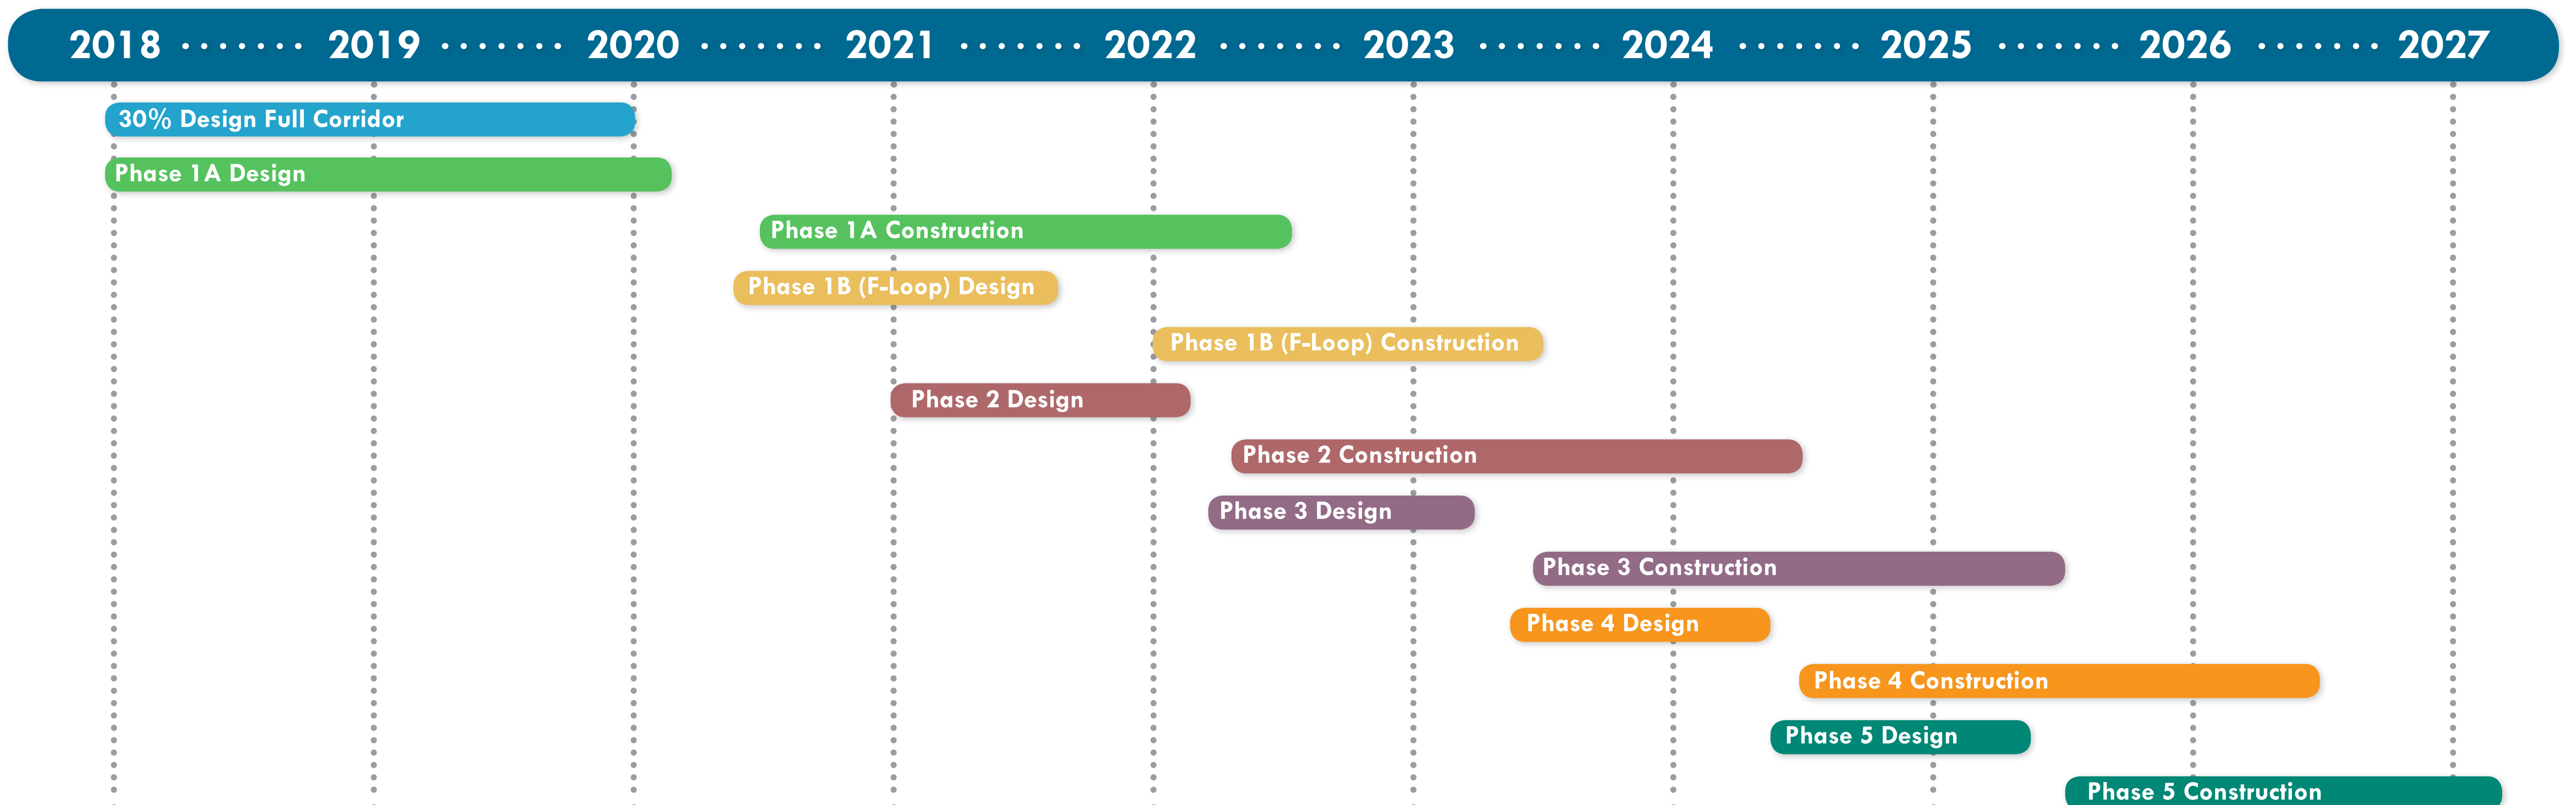 2018 2019 2020 2021 2022 2023 2024 2025 2026 2027
30% Design Full Corridor
Phase 1A Design
Phase 1A Construction
Phase 1B (F-Loop) Design
Phase 1B (F-Loop) Construction
Phase 2 Design
Phase 2 Construction
Phase 3 Design
Phase 3 Construction
Phase 4 Design
Phase 4 Construction
Phase 5 Design
Phase 5 Construction